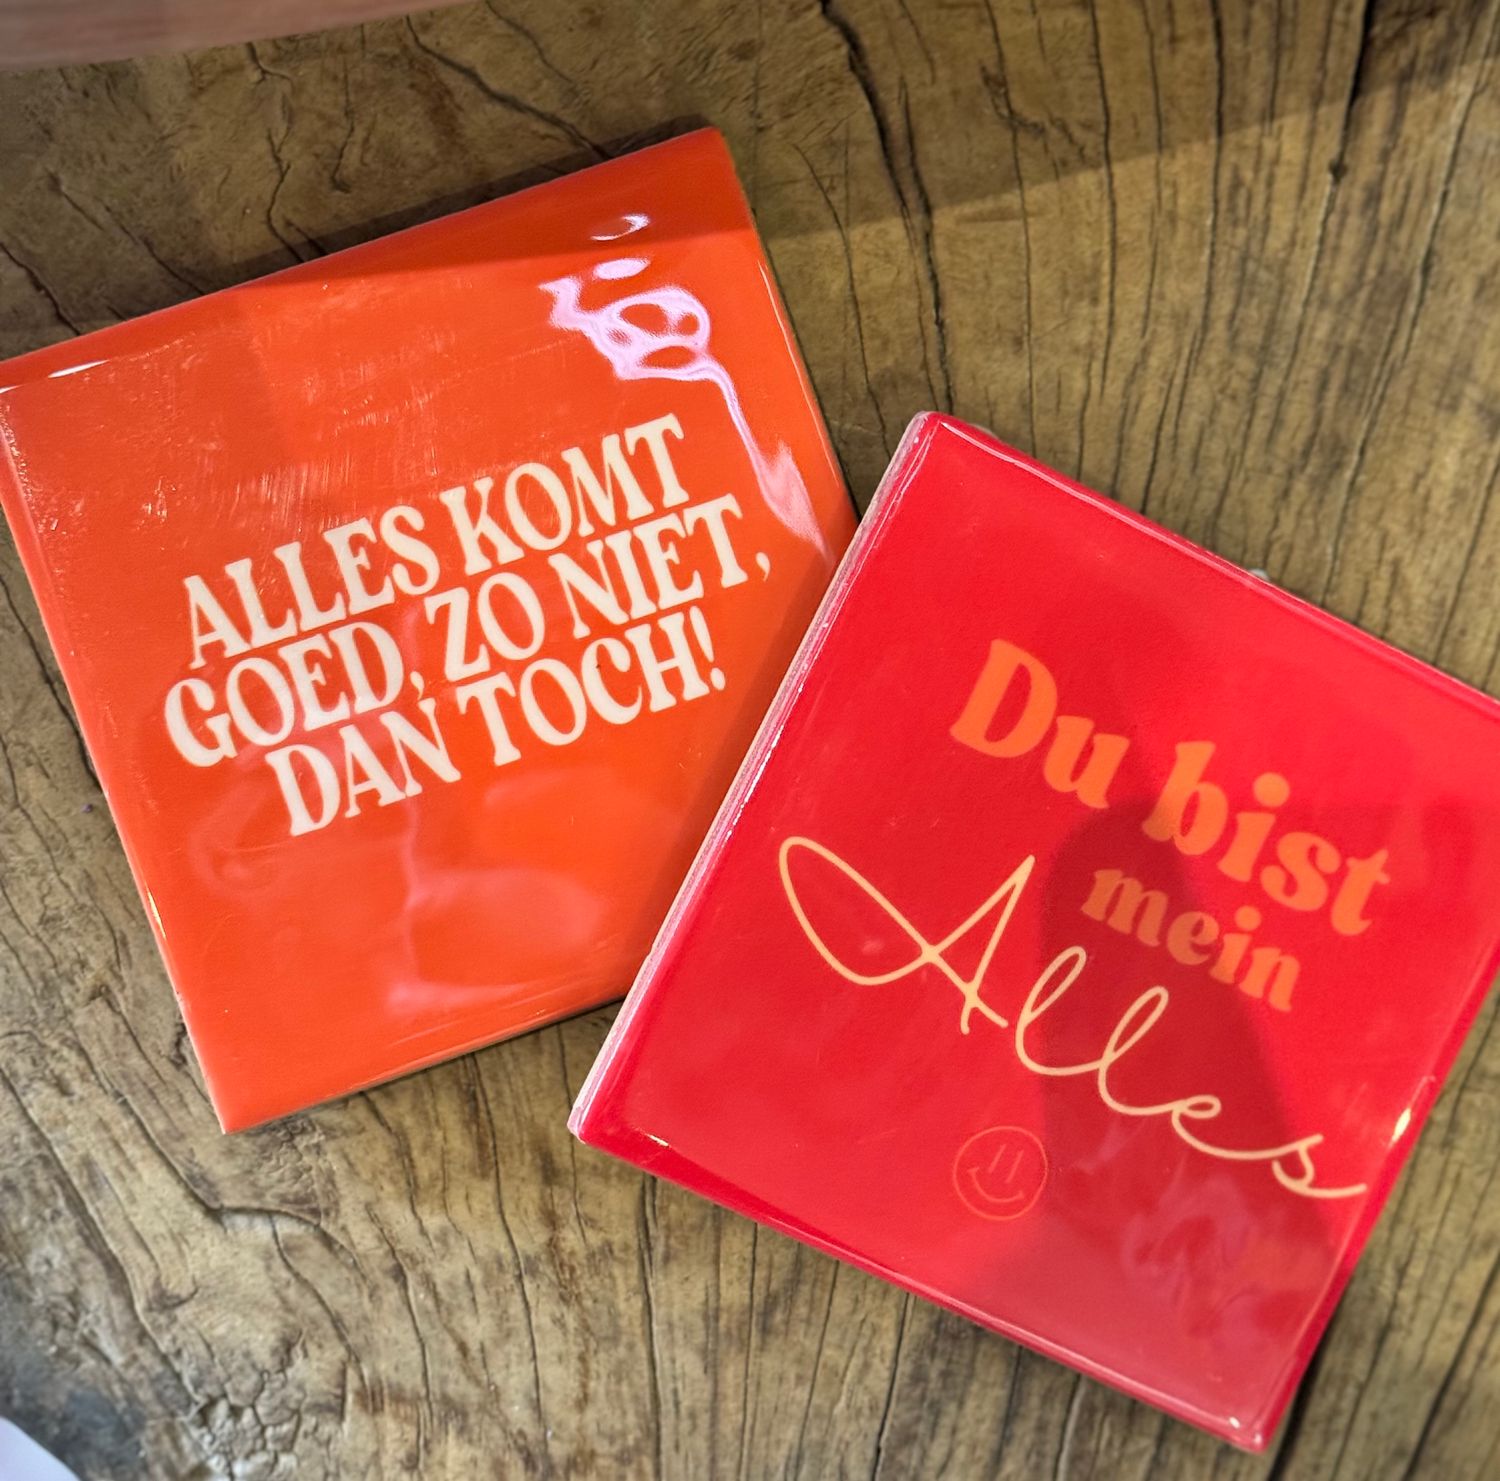 ALLES KOMT
GOED, ZO NIET,
DAN TOCH!
Du bist
mein
Alles